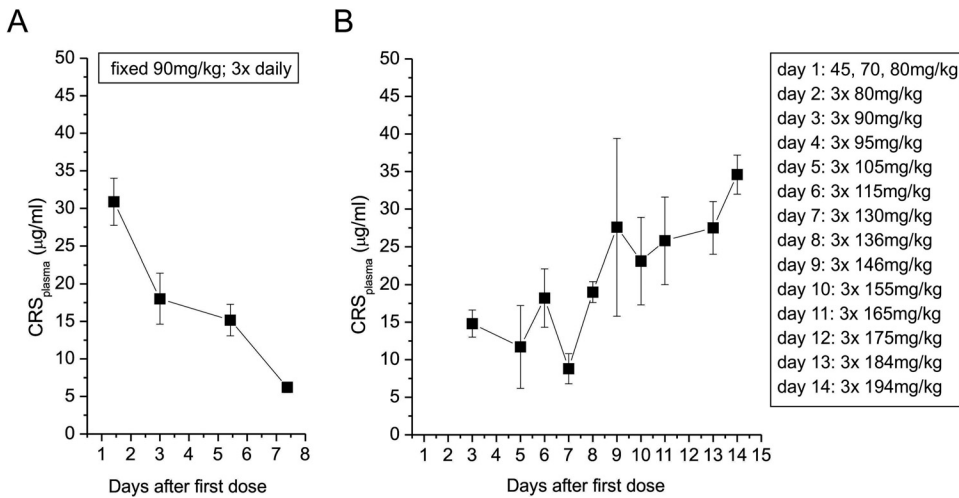 A
fixed 90mg/kg; 3x daily
50
45
40
35
30
25
20
15
10
5
0
CRSplasma (μg/ml)
1 2 3 4 5 6 7 8
Days after first dose
B
50
45
40
35
30
25
20
15
10
5
0
CRSplasma (μg/ml)
1 2 3 4 5 6 7 8 9 10 11 12 13 14 15
Days after first dose
day 1: 45, 70, 80mg/kg
day 2: 3x 80mg/kg
day 3: 3x 90mg/kg
day 4: 3x 95mg/kg
day 5: 3x 105mg/kg
day 6: 3x 115mg/kg
day 7: 3x 130mg/kg
day 8: 3x 136mg/kg
day 9: 3x 146mg/kg
day 10: 3x 155mg/kg
day 11: 3x 165mg/kg
day 12: 3x 175mg/kg
day 13: 3x 184mg/kg
day 14: 3x 194mg/kg